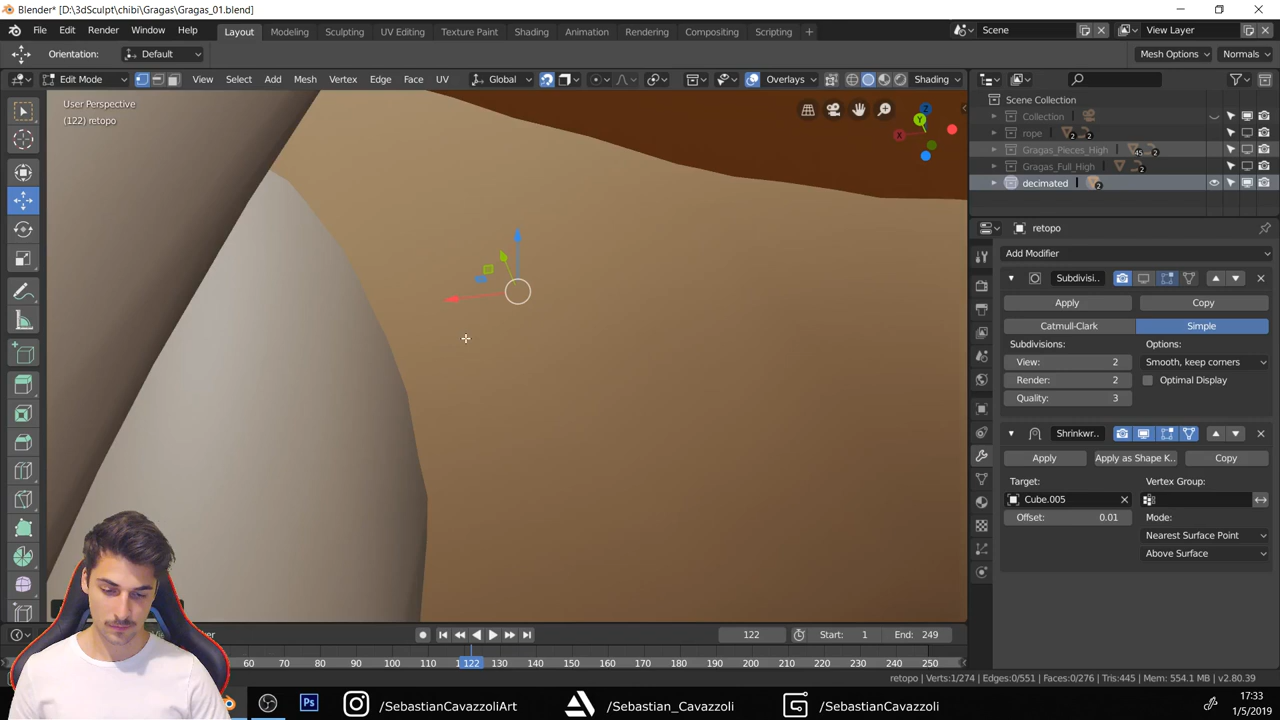 Blender* [D:\3dSculpt\chibi\Gragas\Gragas_01.blend]
File Edit Render Window Help Layout Modeling Sculpting UV Editing Texture Paint Shading Animation Rendering Compositing Scripting + Scene View Layer
Orientation: Default Mesh Options Normals
Edit Mode View Select Add Mesh Vertex Edge Face UV Global Overlays Shading
User Perspective
(122) retopo
Z
Y
X
Scene Collection
Collection
rope 2 2
Gragas_Pieces_High 45 2
Gragas_Full_High 2
decimated 2
retopo
Add Modifier
Subdivisi..
Apply Copy
Catmull-Clark Simple
Subdivisions: Options:
View: 2 Smooth, keep corners
Render: 2 Optimal Display
Quality: 3
Shrinkwr..
Apply Apply as Shape K.. Copy
Target: Vertex Group:
Cube.005
Offset: 0.01 Mode:
Nearest Surface Point
Above Surface
122 Start: 1 End: 249
60 70 80 90 100 110 122 130 140 150 160 170 180 190 200 210 220 230 240 250
retopo | Verts:1/274 | Edges:0/551 | Faces:0/276 | Tris:445 | Mem: 554.1 MB | v2.80.39
Ps /SebastianCavazzoliArt /Sebastian_Cavazzoli /SebastianCavazzoli 17:33
1/5/2019